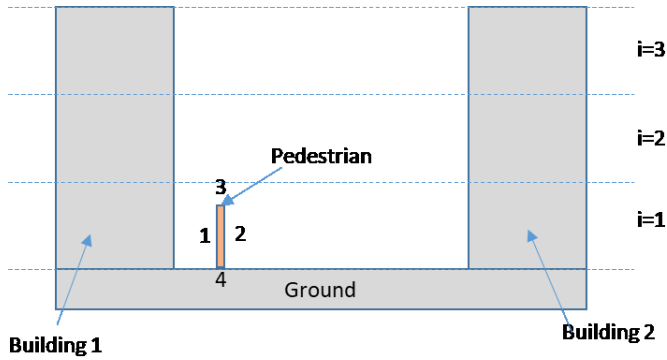 i=3
i=2
Pedestrian
3
i=1
1
2
4
Ground
Building 1
Building 2